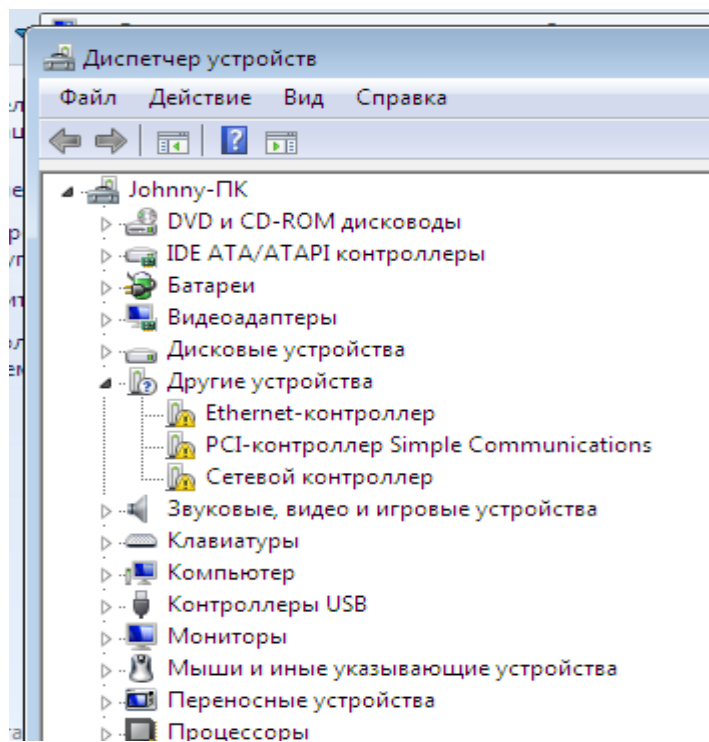 Диспетчер устройств
Файл Действие Вид Справка
Johnny-ПК
DVD и CD-ROM дисководы
IDE ATA/ATAPI контроллеры
Батареи
Видеоадаптеры
Дисковые устройства
Другие устройства
Ethernet-контроллер
PCI-контроллер Simple Communications
Сетевой контроллер
Звуковые, видео и игровые устройства
Клавиатуры
Компьютер
Контроллеры USB
Мониторы
Мыши и иные указывающие устройства
Переносные устройства
Процессоры